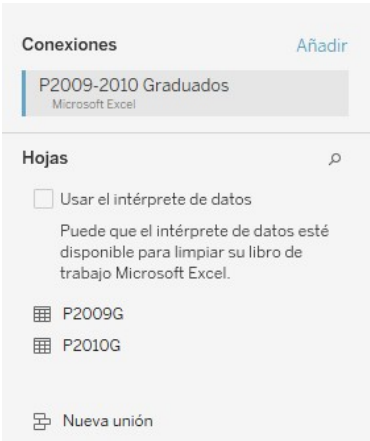 Conexiones Añadir
P2009-2010 Graduados
Microsoft Excel
Hojas
Usar el intérprete de datos
Puede que el intérprete de datos esté
disponible para limpiar su libro de
trabajo Microsoft Excel.
P2009G
P2010G
Nueva unión